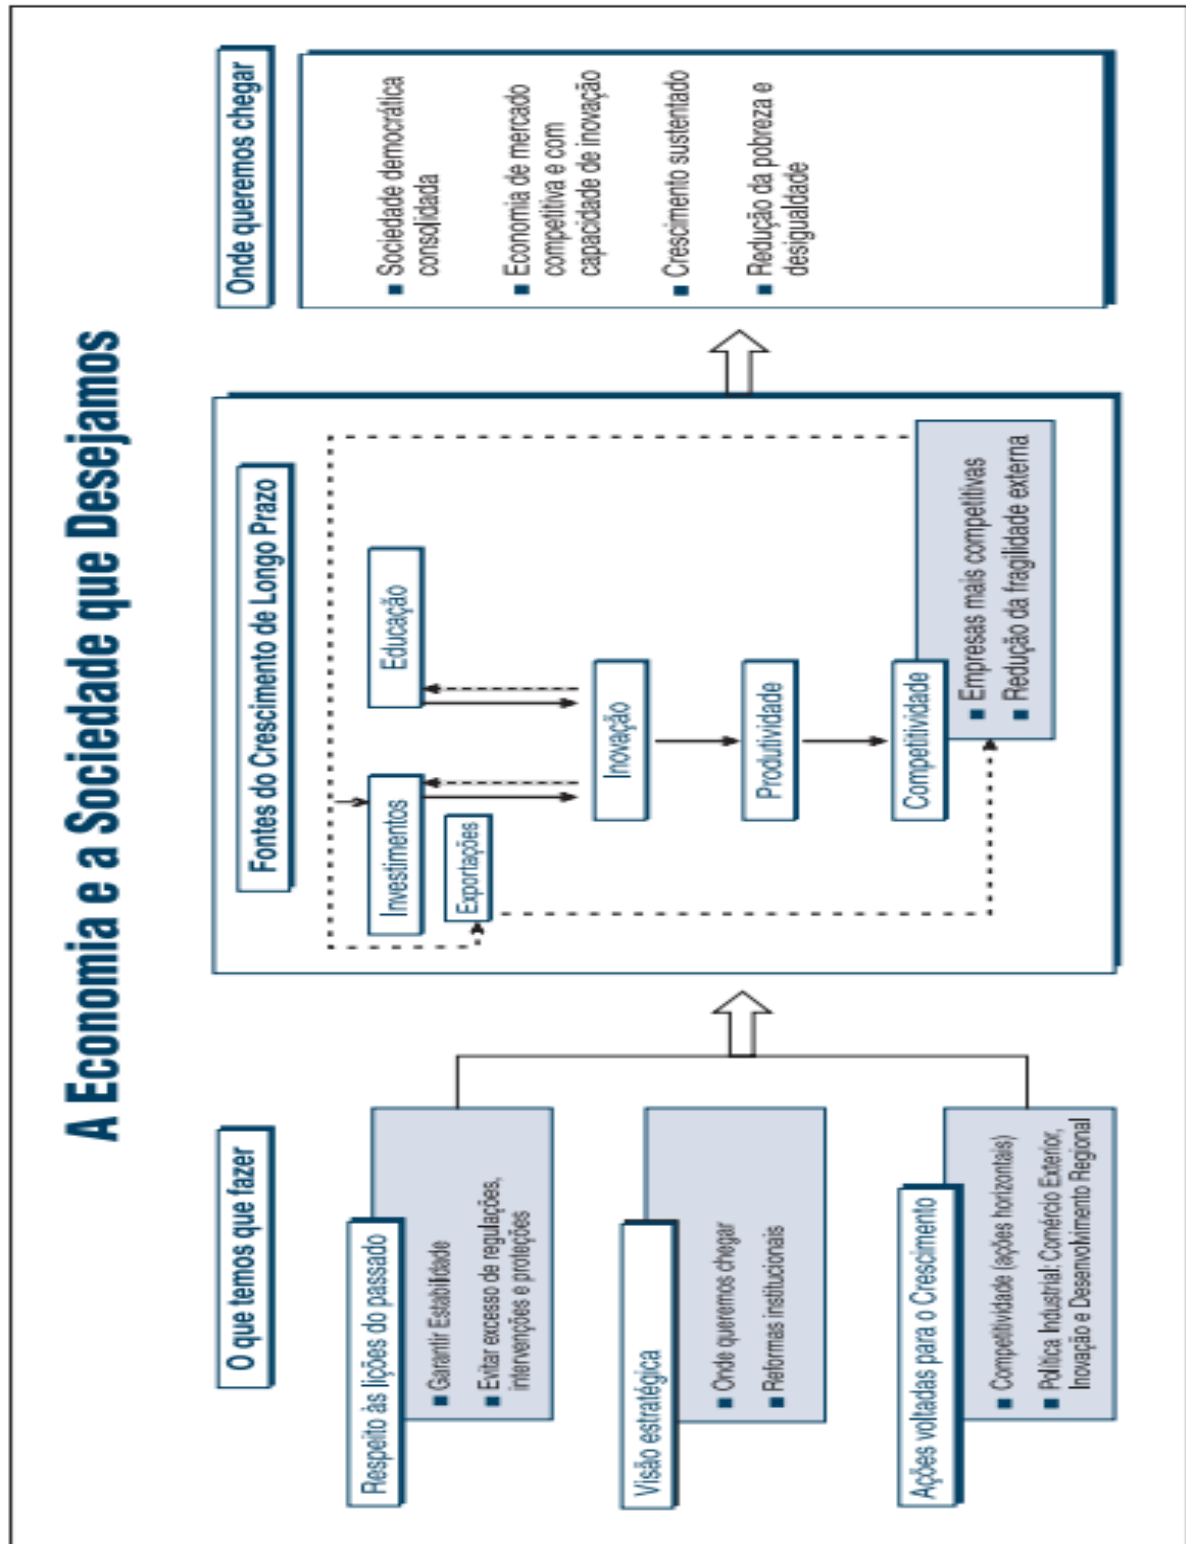 A Economia e a Sociedade que Desejamos
O que temos que fazer
Respeito às lições do passado
Garantir Estabilidade
Evitar excesso de regulações,
intervenções e proteções
Visão estratégica
Onde queremos chegar
Reformas institucionais
Ações voltadas para o Crescimento
Competitividade (ações horizontais)
Política Industrial: Comércio Exterior,
Inovação e Desenvolvimento Regional
Fontes do Crescimento de Longo Prazo
Investimentos
Educação
Exportações
Inovação
Produtividade
Competitividade
Empresas mais competitivas
Redução da fragilidade externa
Onde queremos chegar
Sociedade democrática
consolidada
Economia de mercado
competitiva e com
capacidade de inovação
Crescimento sustentado
Redução da pobreza e
desigualdade